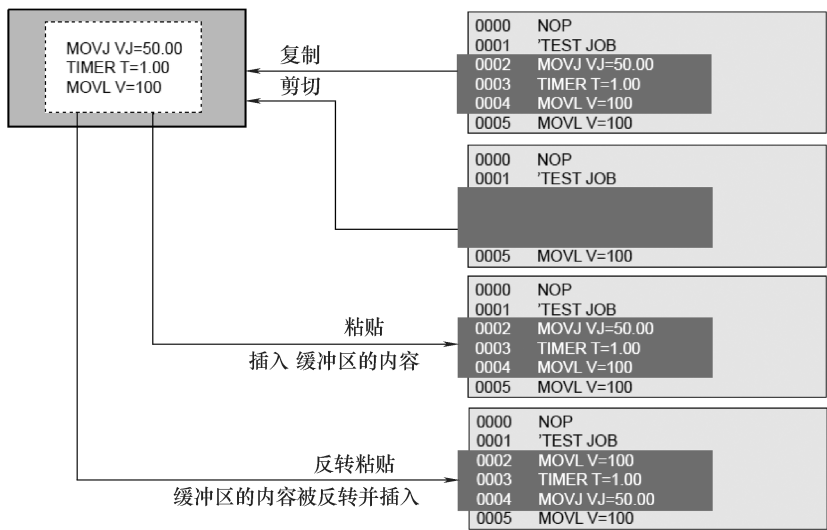 MOVJ VJ=50.00
TIMER T=1.00
MOVL V=100
复制
剪切
0000 NOP
0001 'TEST JOB
0002 MOVJ VJ=50.00
0003 TIMER T=1.00
0004 MOVL V=100
0005 MOVL V=100
0000 NOP
0001 'TEST JOB
0005 MOVL V=100
粘贴
插入 缓冲区的内容
0000 NOP
0001 'TEST JOB
0002 MOVJ VJ=50.00
0003 TIMER T=1.00
0004 MOVL V=100
0005 MOVL V=100
反转粘贴
缓冲区的内容被反转并插入
0000 NOP
0001 'TEST JOB
0002 MOVL V=100
0003 TIMER T=1.00
0004 MOVJ VJ=50.00
0005 MOVL V=100